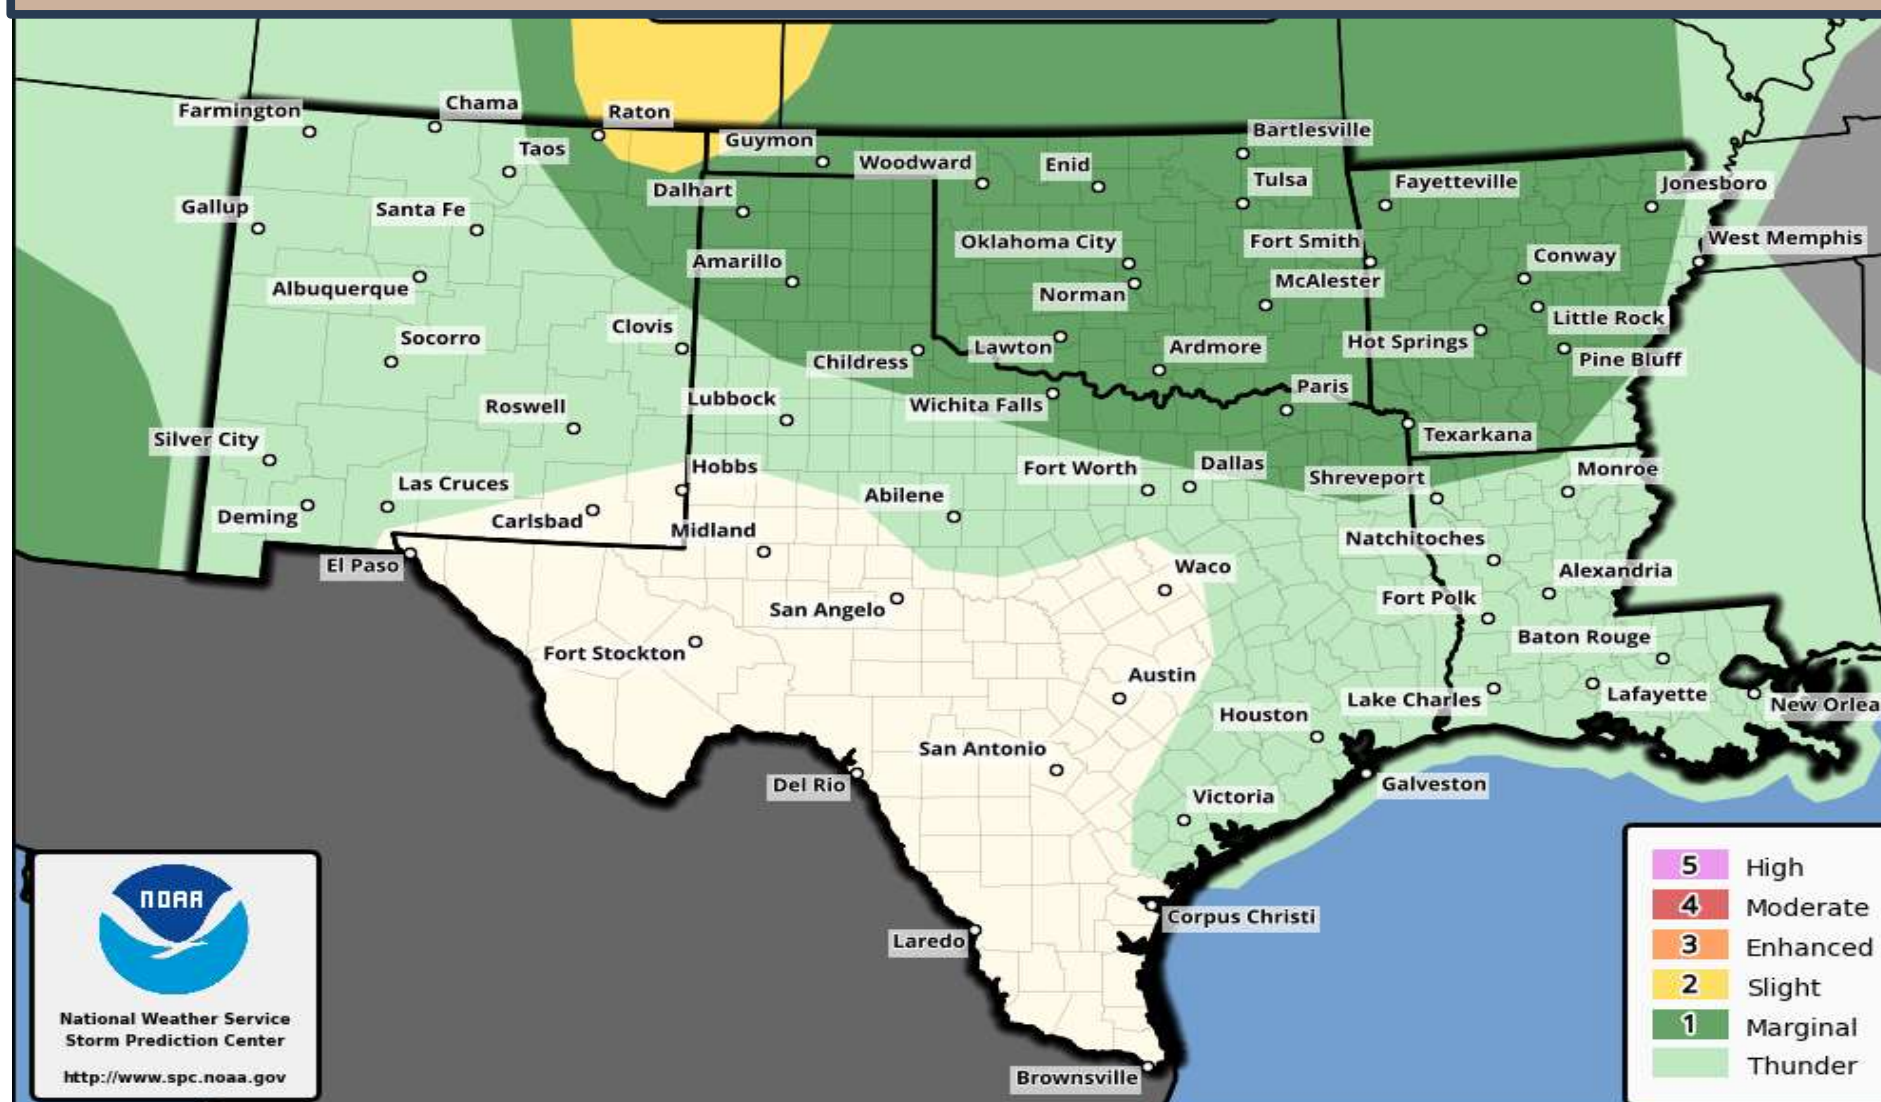 Farmington
Chama
Raton
Taos
Guymon
Woodward
Enid
Bartlesville
Tulsa
Fayetteville
Jonesboro
Dalhart
Gallup
Santa Fe
Oklahoma City
Fort Smith
West Memphis
Amarillo
Conway
Albuquerque
Norman
McAlester
Little Rock
Clovis
Socorro
Childress
Lawton
Ardmore
Hot Springs
Pine Bluff
Paris
Lubbock
Roswell
Wichita Falls
Texarkana
Silver City
Hobbs
Fort Worth
Dallas
Shreveport
Monroe
Las Cruces
Abilene
Deming
Carlsbad
Midland
Natchitoches
El Paso
Waco
Alexandria
San Angelo
Fort Polk
Fort Stockton
Baton Rouge
Austin
Lake Charles
Lafayette
New Orlea
Houston
San Antonio
Del Rio
Galveston
Victoria
Corpus Christi
Laredo
Brownsville
NOAA
National Weather Service
Storm Prediction Center
http://www.spc.noaa.gov
5 High
4 Moderate
3 Enhanced
2 Slight
1 Marginal
Thunder